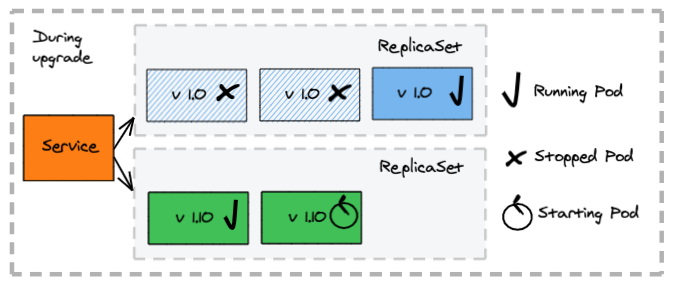 During
upgrade
ReplicaSet
v 1.0
v 1.0
v 1.0
Running Pod
Service
Stopped Pod
ReplicaSet
v 1.10
v 1.10
Starting Pod